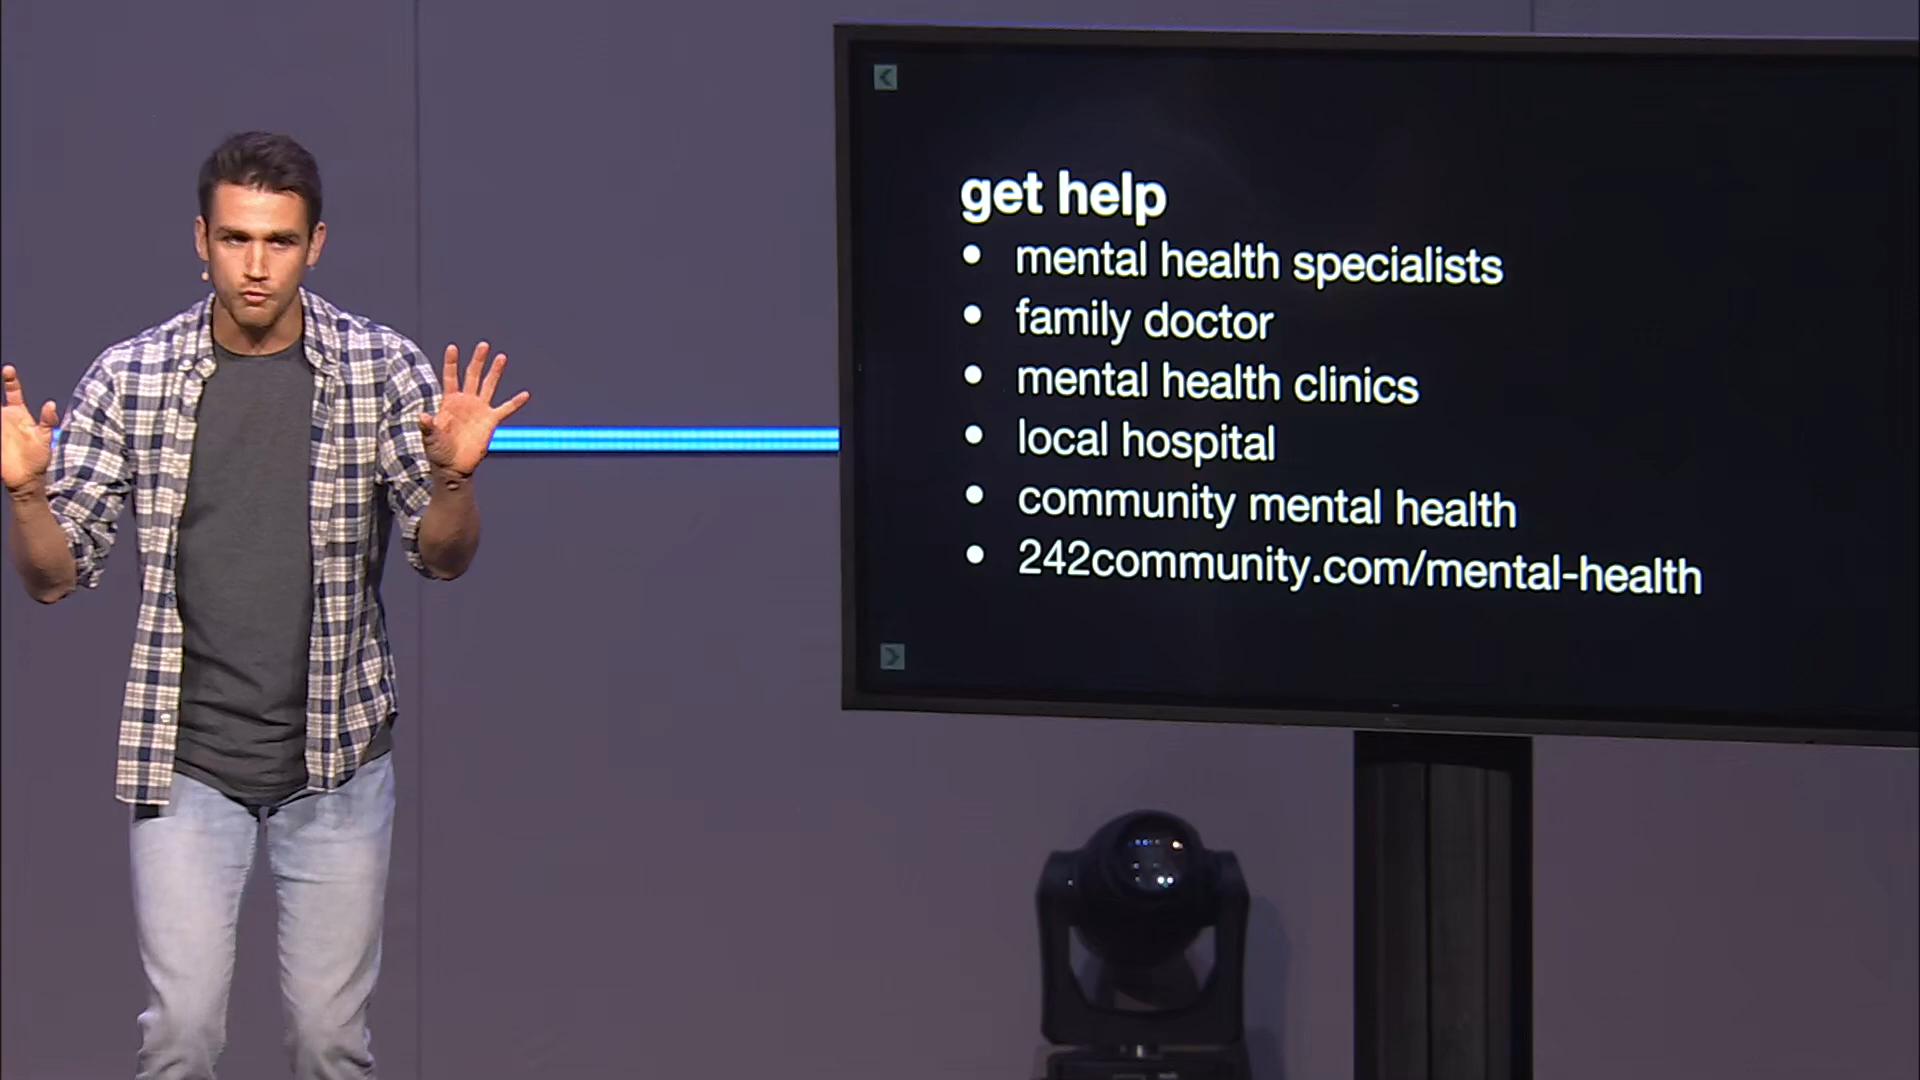 get help
• mental health specialists
• family doctor
• mental health clinics
• local hospital
• community mental health
• 242community.com/mental-health